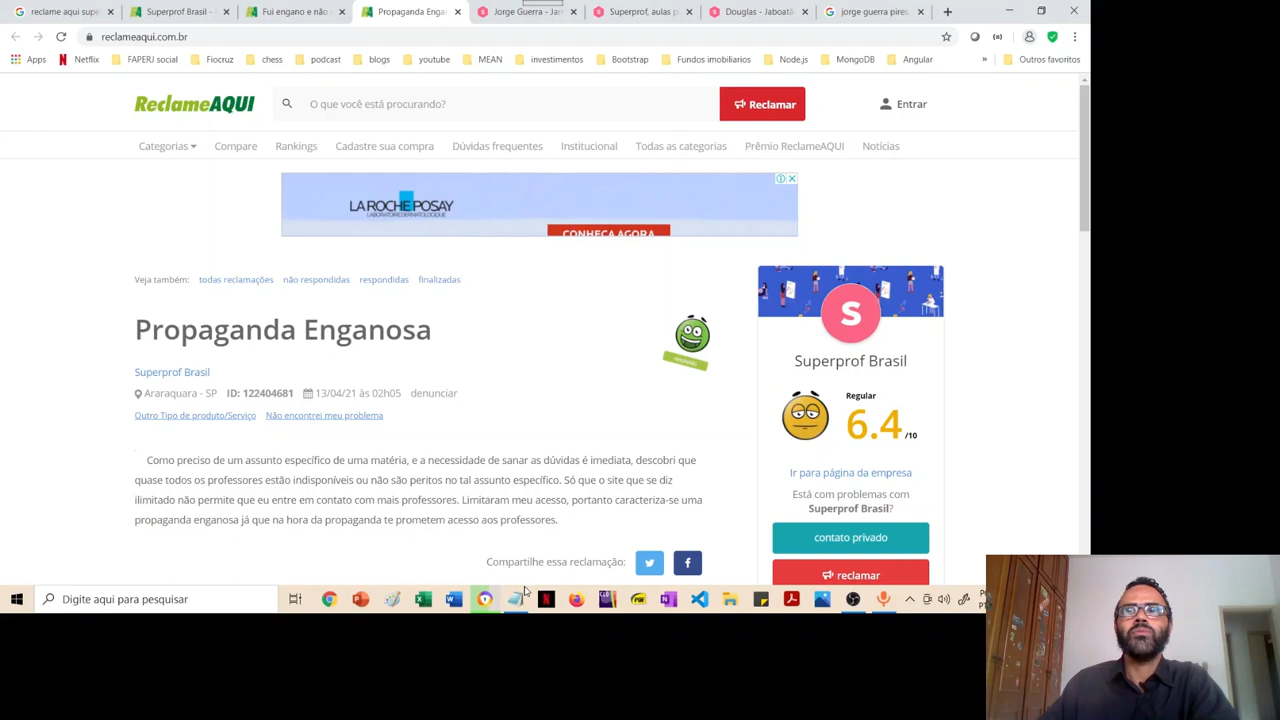 reclame aqui supe
Superprof Brasil -
Fui engano e não
Propaganda Engan
Jorge Guerra - Jar
Superprof, aulas p
Douglas - Jaboatã
jorge guerra pires
reclameaqui.com.br
Apps
Netflix
FAPERJ social
Fiocruz
chess
podcast
blogs
youtube
MEAN
investimentos
Bootstrap
Fundos imobiliarios
Node.js
MongoDB
Angular
»
Outros favoritos
ReclameAQUI
O que você está procurando?
Reclamar
Entrar
Categorias
Compare
Rankings
Cadastre sua compra
Dúvidas frequentes
Institucional
Todas as categorias
Prêmio ReclameAQUI
Notícias
LA ROCHE POSAY
LABORATOIRE DERMATOLOGIQUE
CONHEÇA AGORA
Veja também: todas reclamações não respondidas respondidas finalizadas
Propaganda Enganosa
Superprof Brasil
Araraquara - SP ID: 122404681 13/04/21 às 02h05 denunciar
Outro Tipo de produto/Serviço Não encontrei meu problema
Como preciso de um assunto específico de uma matéria, e a necessidade de sanar as dúvidas é imediata, descobri que
quase todos os professores estão indisponíveis ou não são peritos no tal assunto específico. Só que o site que se diz
ilimitado não permite que eu entre em contato com mais professores. Limitaram meu acesso, portanto caracteriza-se uma
propaganda enganosa já que na hora da propaganda te prometem acesso aos professores.
Compartilhe essa reclamação:
S
Superprof Brasil
Regular
6.4 /10
Ir para página da empresa
Está com problemas com
Superprof Brasil?
contato privado
reclamar
Digite aqui para pesquisar